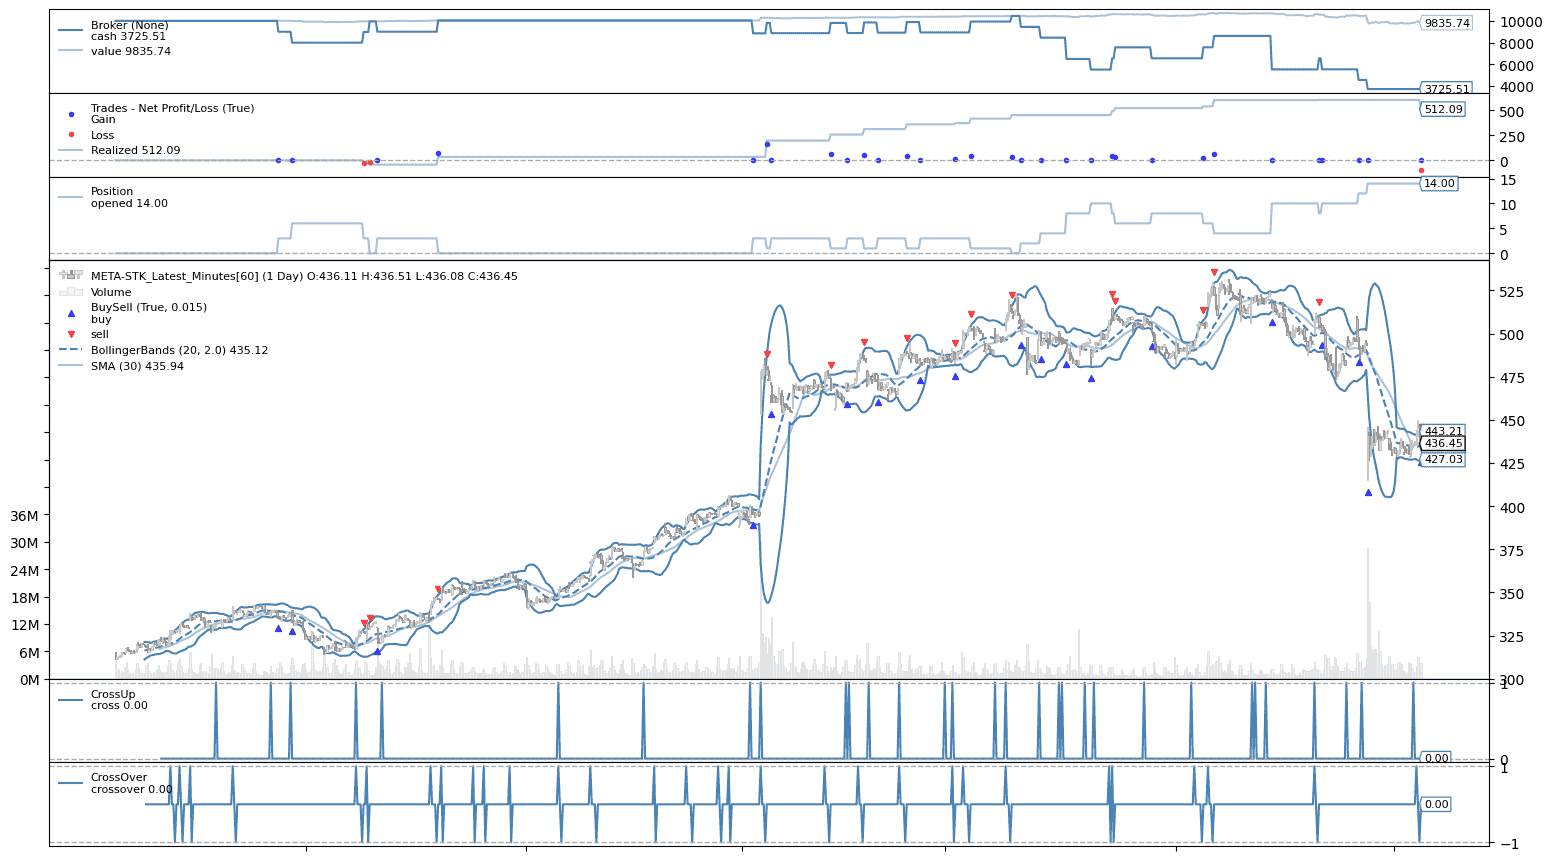 Broker (None)
cash 3725.51
value 9835.74
10000
9835.74
8000
6000
4000
3725.51
Trades - Net Profit/Loss (True)
Gain
Loss
Realized 512.09
500
512.09
250
0
Position
opened 14.00
15
14.00
10
5
0
META-STK_Latest_Minutes[60] (1 Day) O:436.11 H:436.51 L:436.08 C:436.45
Volume
BuySell (True, 0.015)
buy
sell
BollingerBands (20, 2.0) 435.12
SMA (30) 435.94
525
500
475
450
443.21
436.45
427.03
425
400
375
350
325
300
36M
30M
24M
18M
12M
6M
0M
CrossUp
cross 0.00
1
0
0.00
CrossOver
crossover 0.00
1
0.00
−1